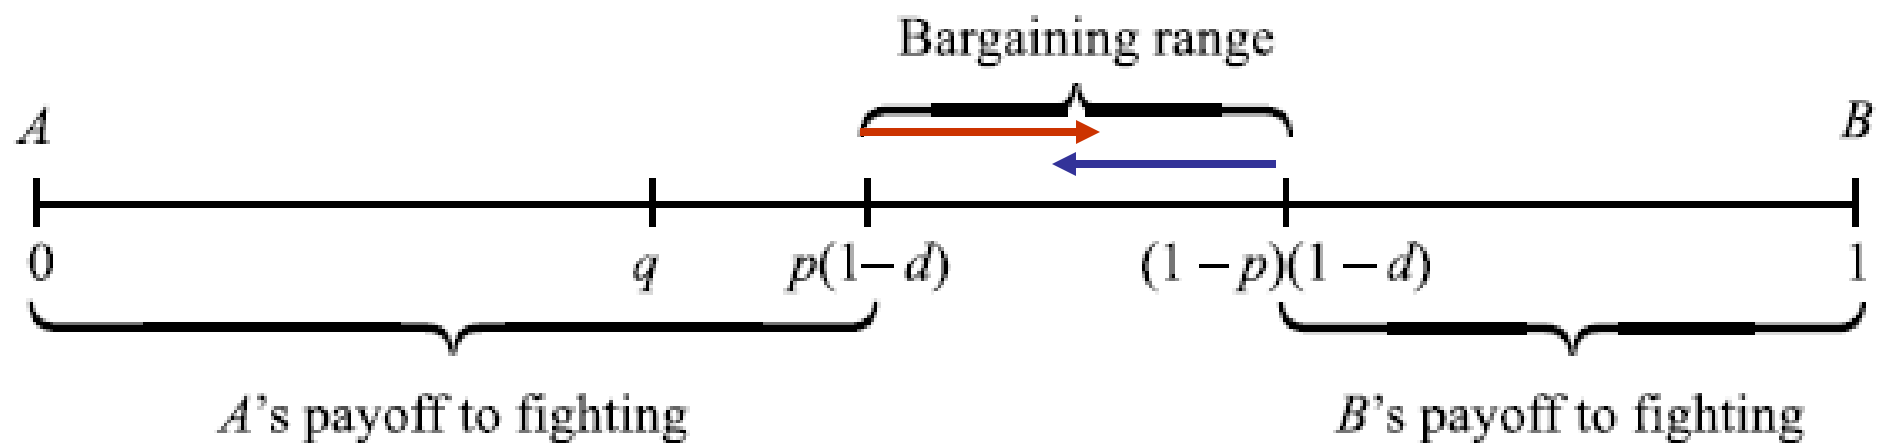 Bargaining range
A B
0 q p(1– d) (1 – p)(1 – d) 1
A’s payoff to fighting B’s payoff to fighting